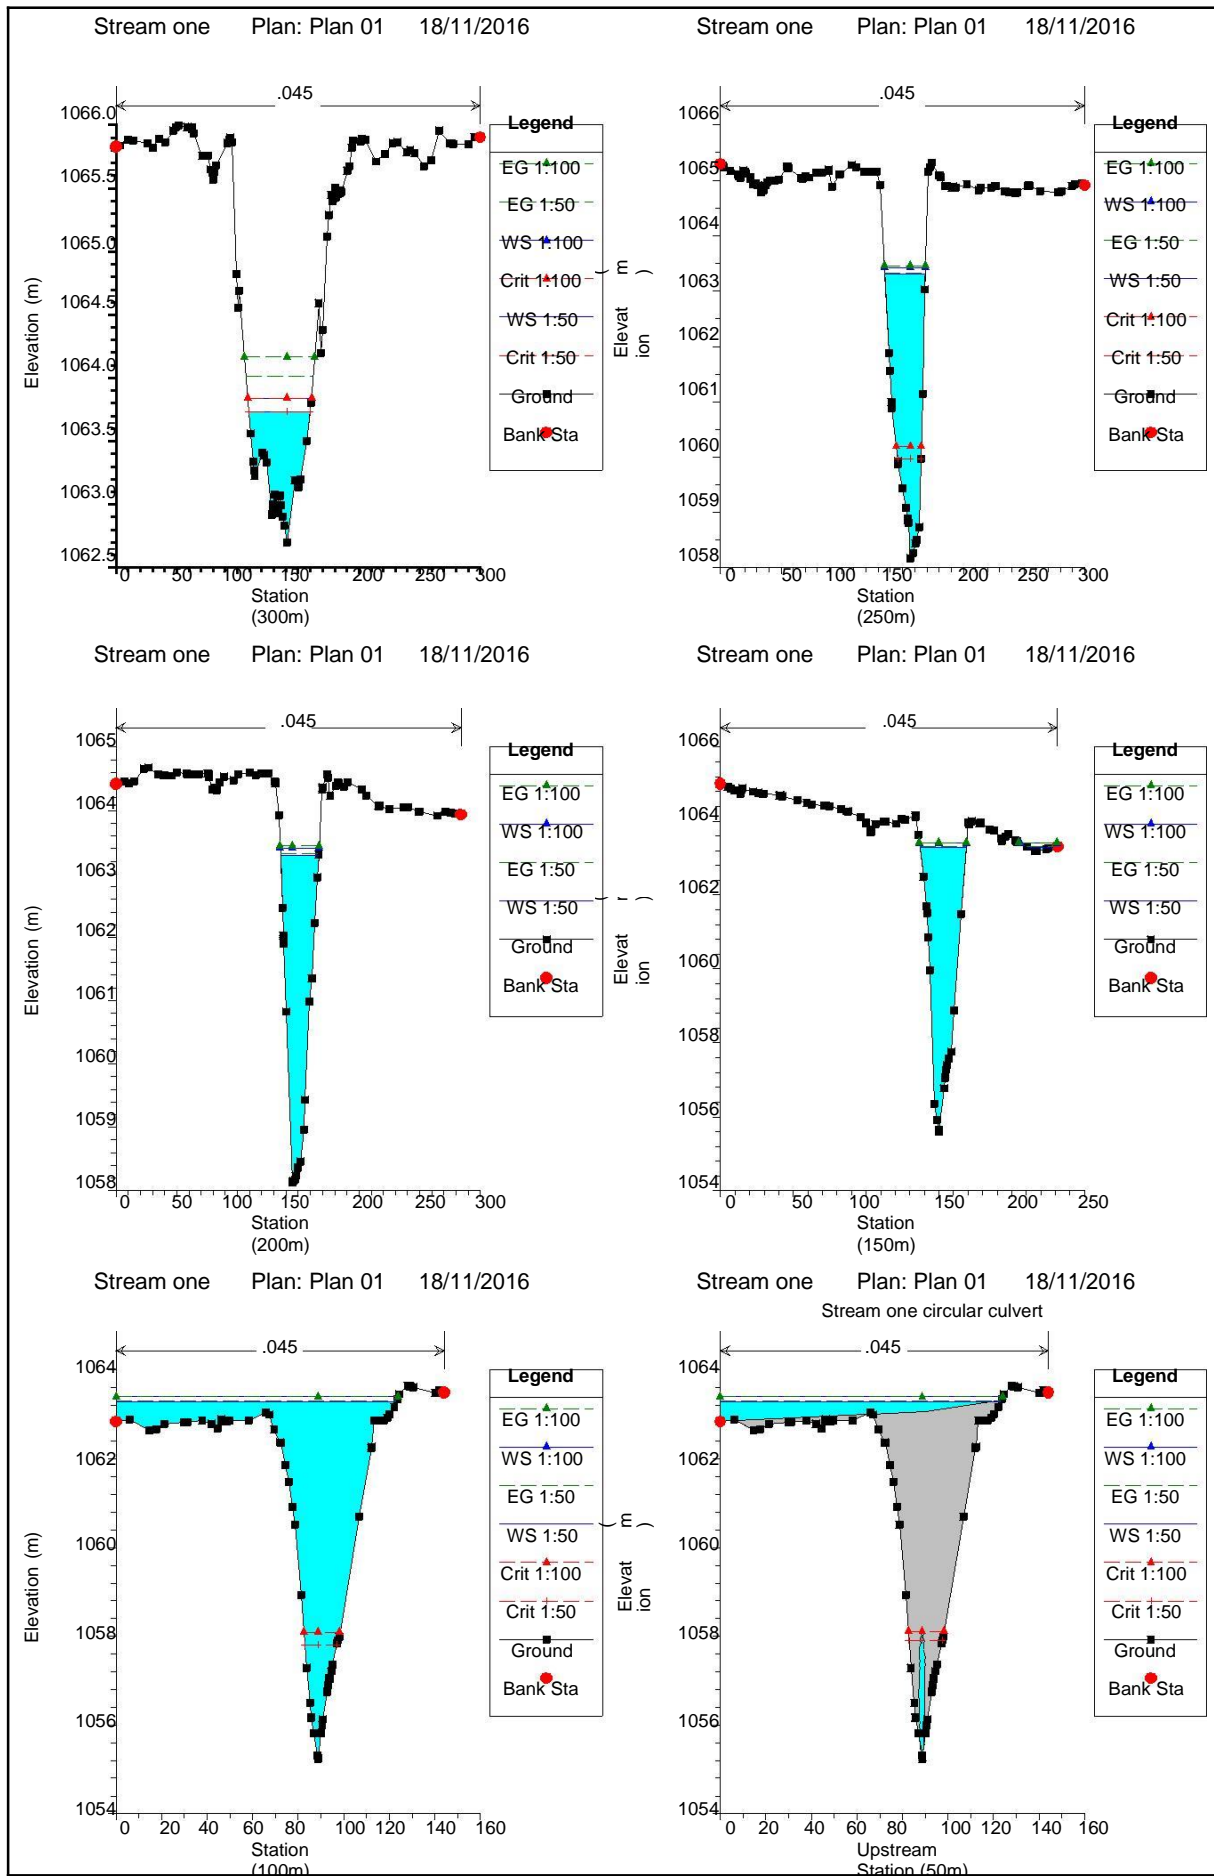 Stream one Plan: Plan 01 18/11/2016
.045
1066.0
1065.5
1065.0
1064.5
1064.0
1063.5
1063.0
1062.5
Elevation (m)
0 50 100 150 200 250 300
Station
(300m)
Legend
EG 1:100
EG 1:50
WS 1:100
Crit 1:100
WS 1:50
Crit 1:50
Ground
Bank Sta
Stream one Plan: Plan 01 18/11/2016
.045
1066
1065
1064
1063
1062
1061
1060
1059
1058
Elevat
ion
(
m
)
0 50 100 150 200 250 300
Station
(250m)
Legend
EG 1:100
WS 1:100
EG 1:50
WS 1:50
Crit 1:100
Crit 1:50
Ground
Bank Sta
Stream one Plan: Plan 01 18/11/2016
.045
1065
1064
1063
1062
1061
1060
1059
1058
Elevation (m)
0 50 100 150 200 250 300
Station
(200m)
Legend
EG 1:100
WS 1:100
EG 1:50
WS 1:50
Ground
Bank Sta
Stream one Plan: Plan 01 18/11/2016
.045
1066
1064
1062
1060
1058
1056
1054
Elevat
ion
(
)
0 50 100 150 200 250
Station
(150m)
Legend
EG 1:100
WS 1:100
EG 1:50
WS 1:50
Ground
Bank Sta
Stream one Plan: Plan 01 18/11/2016
.045
1064
1062
1060
1058
1056
1054
Elevation (m)
0 20 40 60 80 100 120 140 160
Station
(100m)
Legend
EG 1:100
WS 1:100
EG 1:50
WS 1:50
Crit 1:100
Crit 1:50
Ground
Bank Sta
Stream one Plan: Plan 01 18/11/2016
Stream one circular culvert
.045
1064
1062
1060
1058
1056
1054
Elevat
ion
(
m
)
0 20 40 60 80 100 120 140 160
Upstream
Station (50m)
Legend
EG 1:100
WS 1:100
EG 1:50
WS 1:50
Crit 1:100
Crit 1:50
Ground
Bank Sta